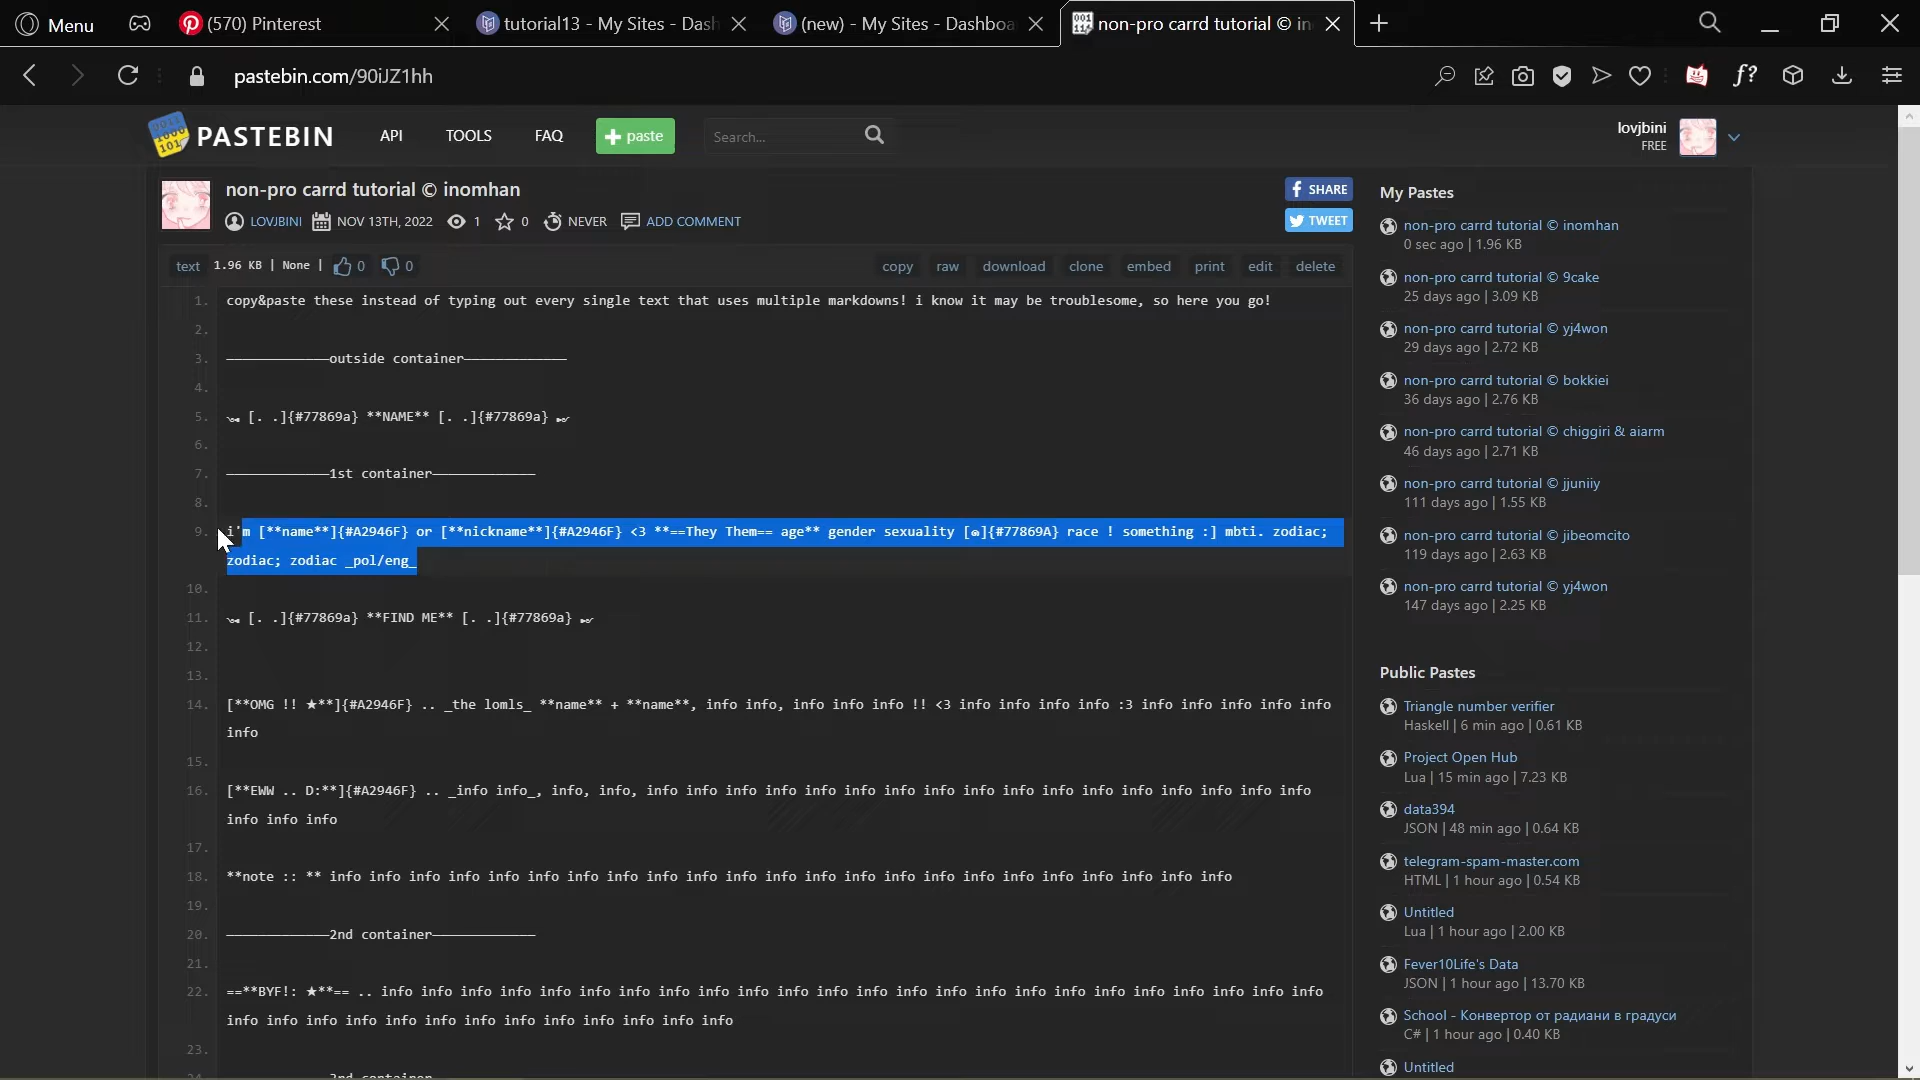 Menu
(570) Pinterest
tutorial13 - My Sites - Dash
(new) - My Sites - Dashboa
non-pro carrd tutorial © in
pastebin.com/90iJZ1hh
PASTEBIN
API
TOOLS
FAQ
paste
Search...
lovjbini
FREE
non-pro carrd tutorial © inomhan
LOVJBINI
NOV 13TH, 2022
1
0
NEVER
ADD COMMENT
SHARE
TWEET
text
1.96 KB | None |
0
0
copy
raw
download
clone
embed
print
edit
delete
1. copy&paste these instead of typing out every single text that uses multiple markdowns! i know it may be troublesome, so here you go!
2.
3. —————————————outside container—————————————
4.
5. [. .]{#77869a} **NAME** [. .]{#77869a}
6.
7. —————————————1st container—————————————
8.
9. i'm [**name**]{#A2946F} or [**nickname**]{#A2946F} <3 **==They Them== age** gender sexuality []{#77869A} race ! something :] mbti. zodiac;
zodiac; zodiac _pol/eng_
10.
11. [. .]{#77869a} **FIND ME** [. .]{#77869a}
12.
13.
14. [**OMG !! ★**]{#A2946F} .. _the lomls_ **name** + **name**, info info, info info info !! <3 info info info info :3 info info info info info
info
15.
16. [**EWW .. D:**]{#A2946F} .. _info info_, info, info, info info info info info info info info info info info info info info info info info
info info info
17.
18. **note :: ** info info info info info info info info info info info info info info info info info info info info info info info
19.
20. —————————————2nd container—————————————
21.
22. ==**BYF!: ★**== .. info info info info info info info info info info info info info info info info info info info info info info info info
info info info info info info info info info info info info info
23.
24. 3rd container
My Pastes
non-pro carrd tutorial © inomhan
0 sec ago | 1.96 KB
non-pro carrd tutorial © 9cake
25 days ago | 3.09 KB
non-pro carrd tutorial © yj4won
29 days ago | 2.72 KB
non-pro carrd tutorial © bokkiei
36 days ago | 2.76 KB
non-pro carrd tutorial © chiggiri & aiarm
46 days ago | 2.71 KB
non-pro carrd tutorial © jjuniiy
111 days ago | 1.55 KB
non-pro carrd tutorial © jibeomcito
119 days ago | 2.63 KB
non-pro carrd tutorial © yj4won
147 days ago | 2.25 KB
Public Pastes
Triangle number verifier
Haskell | 6 min ago | 0.61 KB
Project Open Hub
Lua | 15 min ago | 7.23 KB
data394
JSON | 48 min ago | 0.64 KB
telegram-spam-master.com
HTML | 1 hour ago | 0.54 KB
Untitled
Lua | 1 hour ago | 2.00 KB
Fever10Life's Data
JSON | 1 hour ago | 13.70 KB
School - Конвертор от радиани в градуси
C# | 1 hour ago | 0.40 KB
Untitled